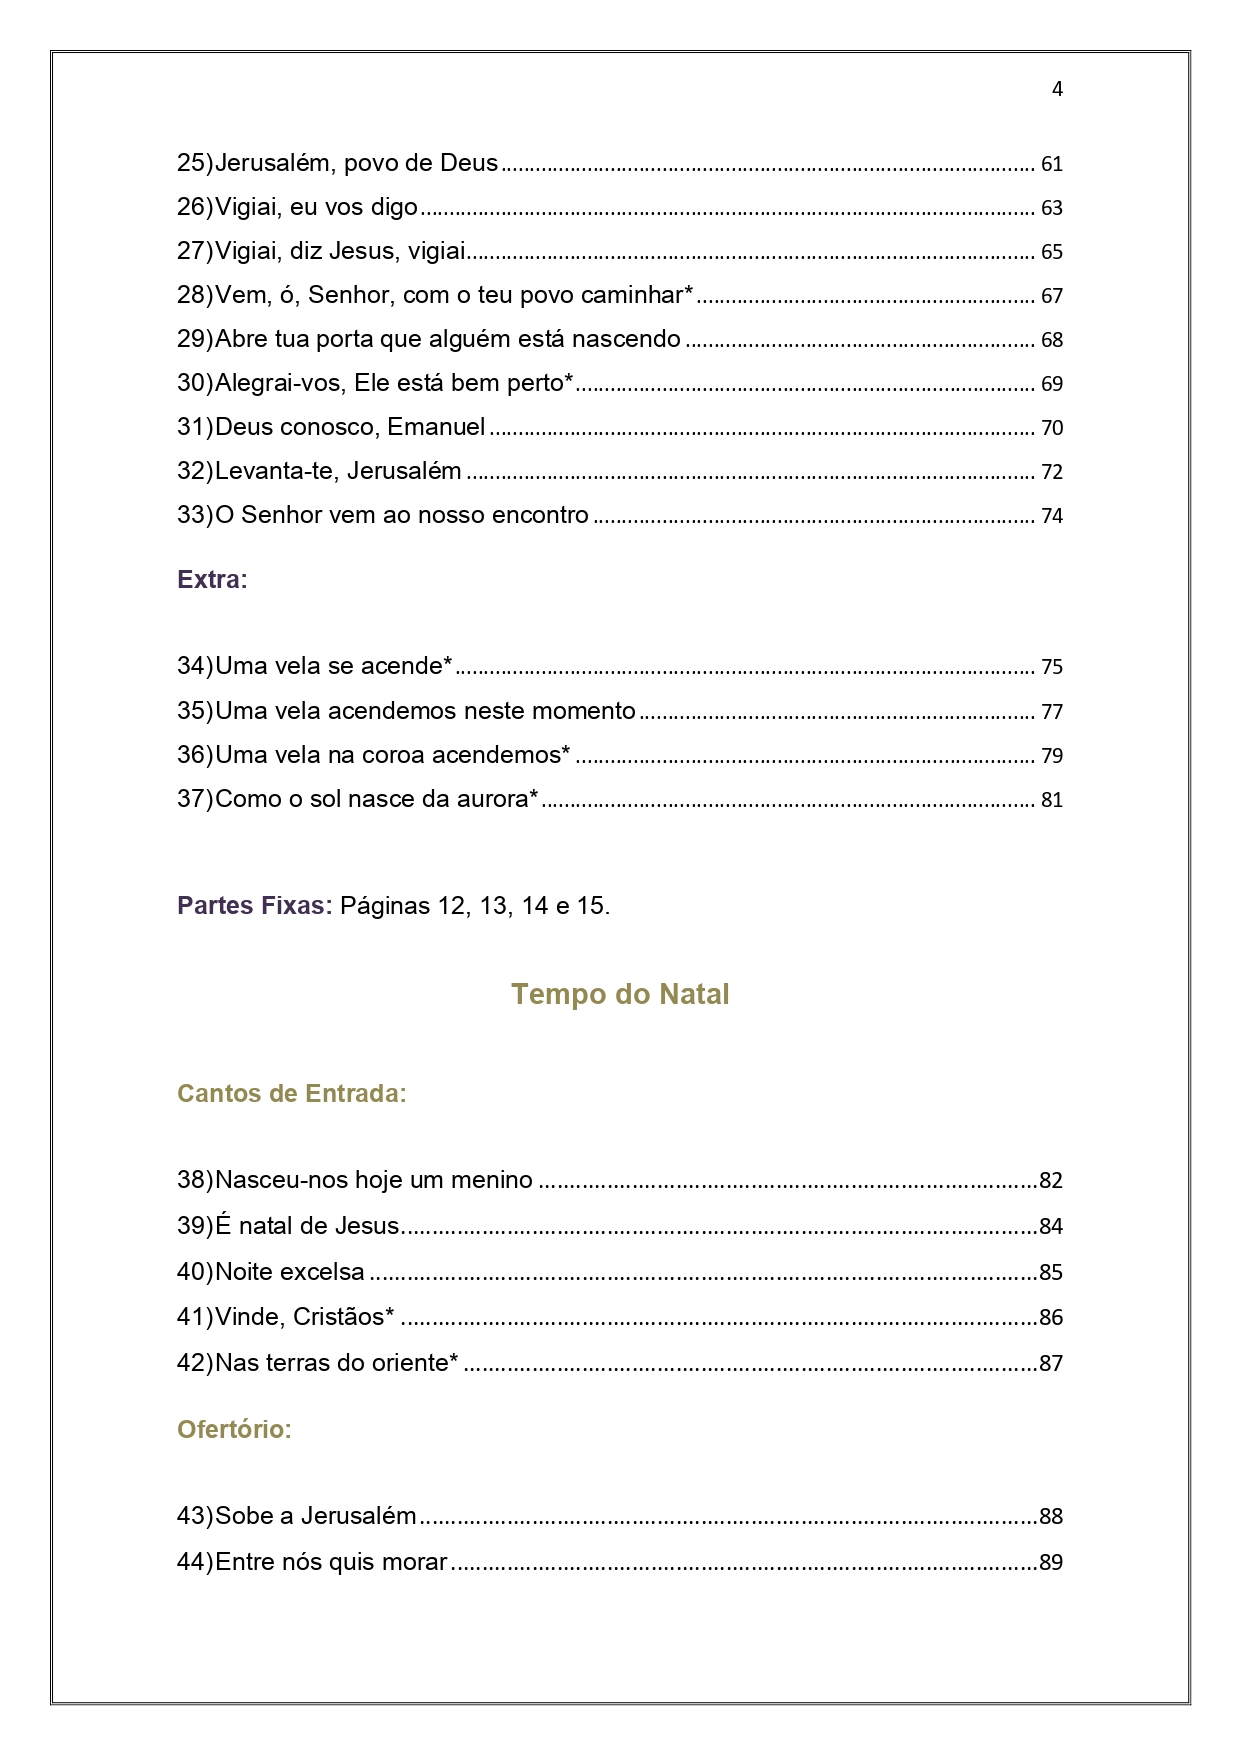 4
25) Jerusalém, povo de Deus ........ 61
26) Vigiai, eu vos digo ........ 63
27) Vigiai, diz Jesus, vigiai ........ 65
28) Vem, ó, Senhor, com o teu povo caminhar* ........ 67
29) Abre tua porta que alguém está nascendo ........ 68
30) Alegrai-vos, Ele está bem perto* ........ 69
31) Deus conosco, Emanuel ........ 70
32) Levanta-te, Jerusalém ........ 72
33) O Senhor vem ao nosso encontro ........ 74
Extra:
34) Uma vela se acende* ........ 75
35) Uma vela acendemos neste momento ........ 77
36) Uma vela na coroa acendemos* ........ 79
37) Como o sol nasce da aurora* ........ 81
Partes Fixas: Páginas 12, 13, 14 e 15.
Tempo do Natal
Cantos de Entrada:
38) Nasceu-nos hoje um menino ........ 82
39) É natal de Jesus ........ 84
40) Noite excelsa ........ 85
41) Vinde, Cristãos* ........ 86
42) Nas terras do oriente* ........ 87
Ofertório:
43) Sobe a Jerusalém ........ 88
44) Entre nós quis morar ........ 89